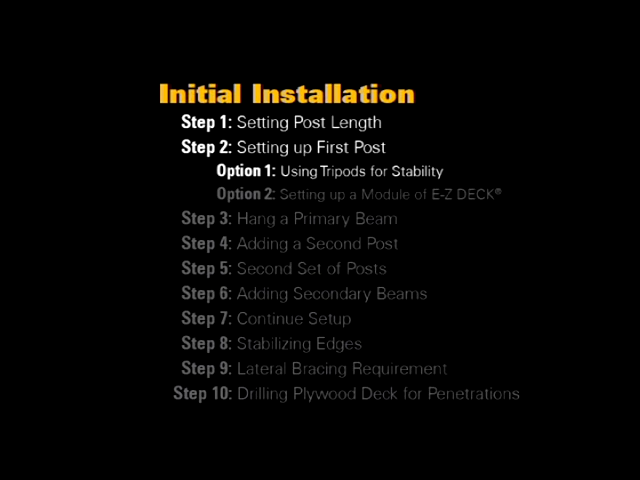 Initial Installation
Step 1: Setting Post Length
Step 2: Setting up First Post
Option 1: Using Tripods for Stability
Option 2: Setting up a Module of E-Z DECK®
Step 3: Hang a Primary Beam
Step 4: Adding a Second Post
Step 5: Second Set of Posts
Step 6: Adding Secondary Beams
Step 7: Continue Setup
Step 8: Stabilizing Edges
Step 9: Lateral Bracing Requirement
Step 10: Drilling Plywood Deck for Penetrations